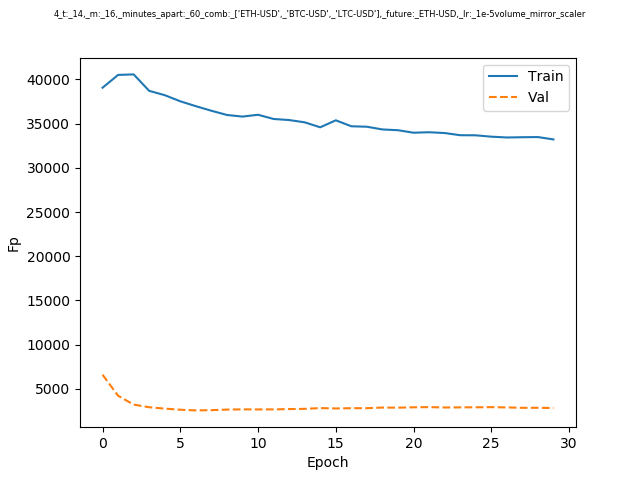 4_t:_14,_m:_16,_minutes_apart:_60_comb:_['ETH-USD',_'BTC-USD',_'LTC-USD'],_future:_ETH-USD,_lr:_1e-5volume_mirror_scaler
Train
Val
40000
35000
30000
25000
20000
15000
10000
5000
Fp
0 5 10 15 20 25 30
Epoch